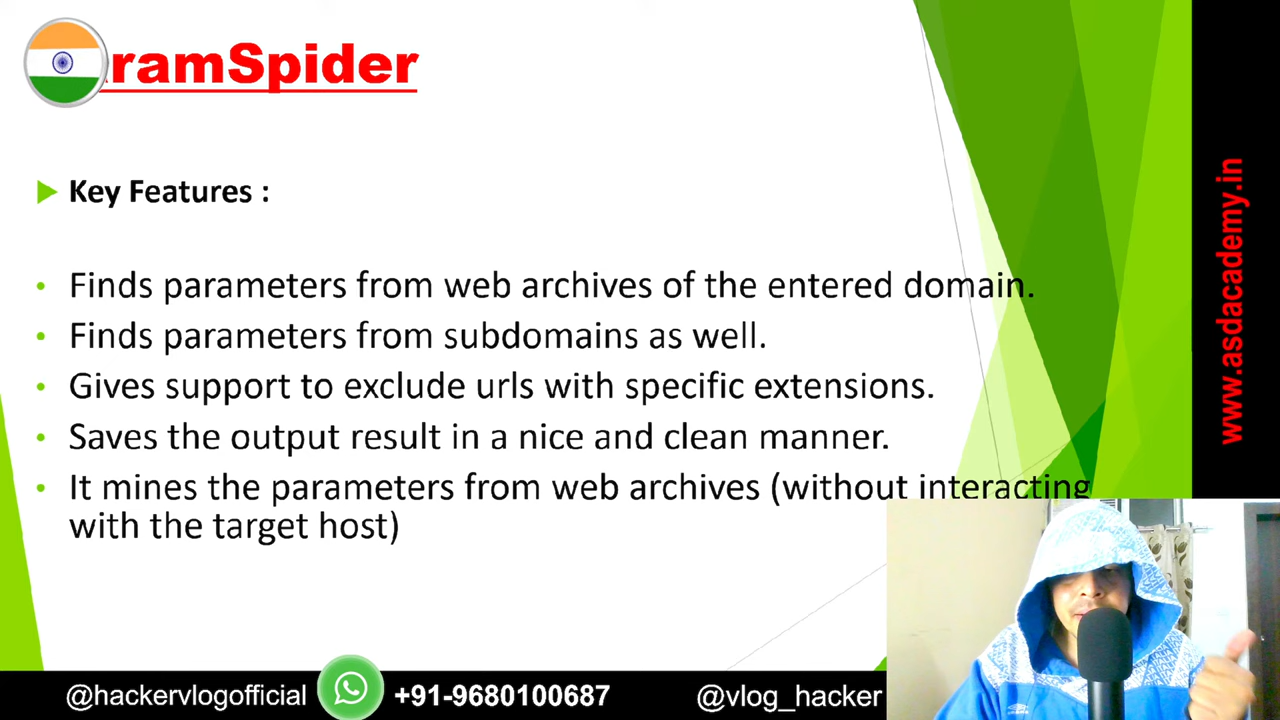 ramSpider
Key Features :
Finds parameters from web archives of the entered domain.
Finds parameters from subdomains as well.
Gives support to exclude urls with specific extensions.
Saves the output result in a nice and clean manner.
It mines the parameters from web archives (without interacting
with the target host)
www.asdacademy.in
@hackervlogofficial
+91-9680100687
@vlog_hacker